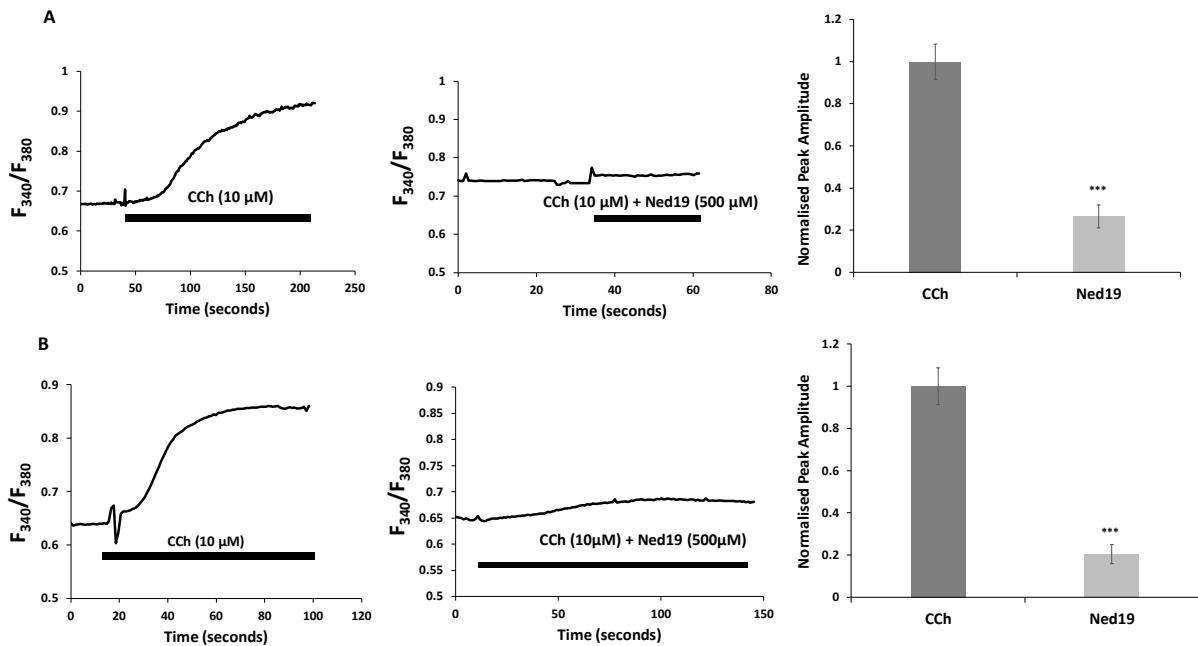 A
F340/F380
1
0.9
0.8
0.7
0.6
0.5
CCh (10 µM)
0 50 100 150 200 250
Time (seconds)
F340/F380
1
0.9
0.8
0.7
0.6
0.5
CCh (10 µM) + Ned19 (500 µM)
0 20 40 60 80
Time (seconds)
Normalised Peak Amplitude
1.2
1
0.8
0.6
0.4
0.2
0
***
CCh Ned19
B
F340/F380
0.9
0.8
0.7
0.6
0.5
CCh (10 µM)
0 20 40 60 80 100 120
Time (seconds)
F340/F380
0.9
0.85
0.8
0.75
0.7
0.65
0.6
0.55
0.5
CCh (10µM) + Ned19 (500µM)
0 50 100 150
Time (seconds)
Normalised Peak Amplitude
1.2
1
0.8
0.6
0.4
0.2
0
***
CCh Ned19